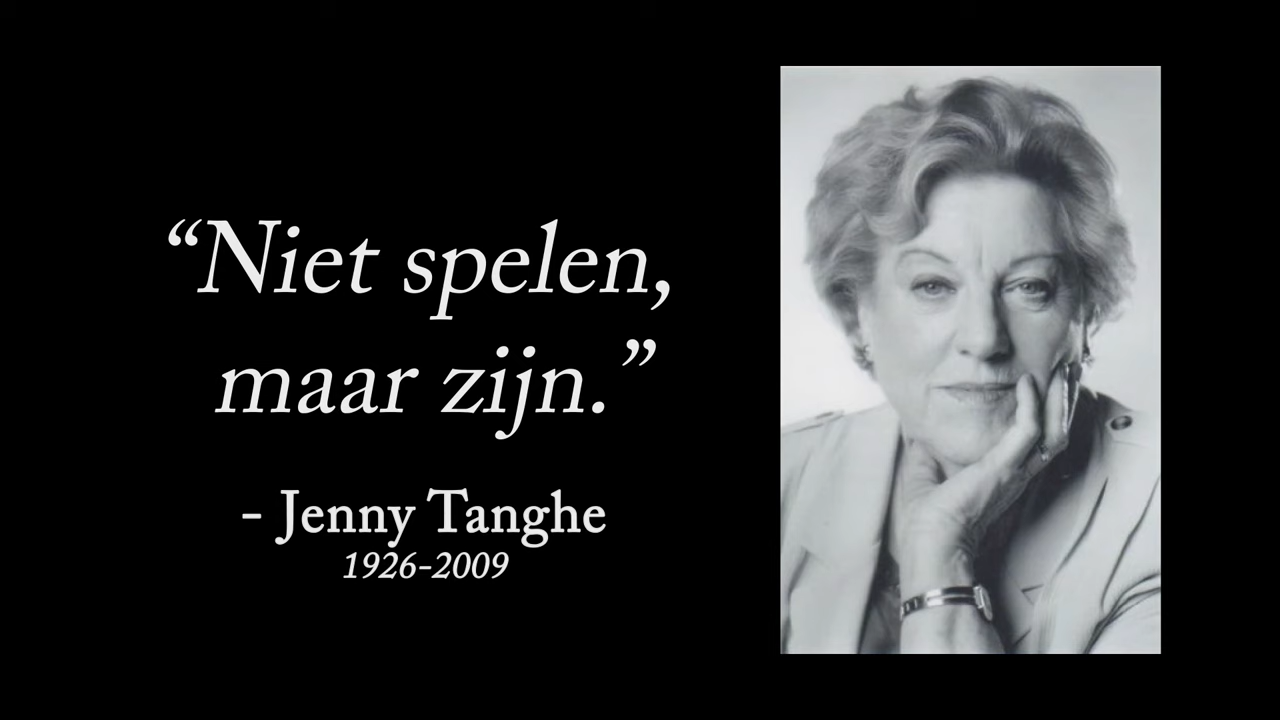 “Niet spelen,
maar zijn.”
- Jenny Tanghe
1926-2009